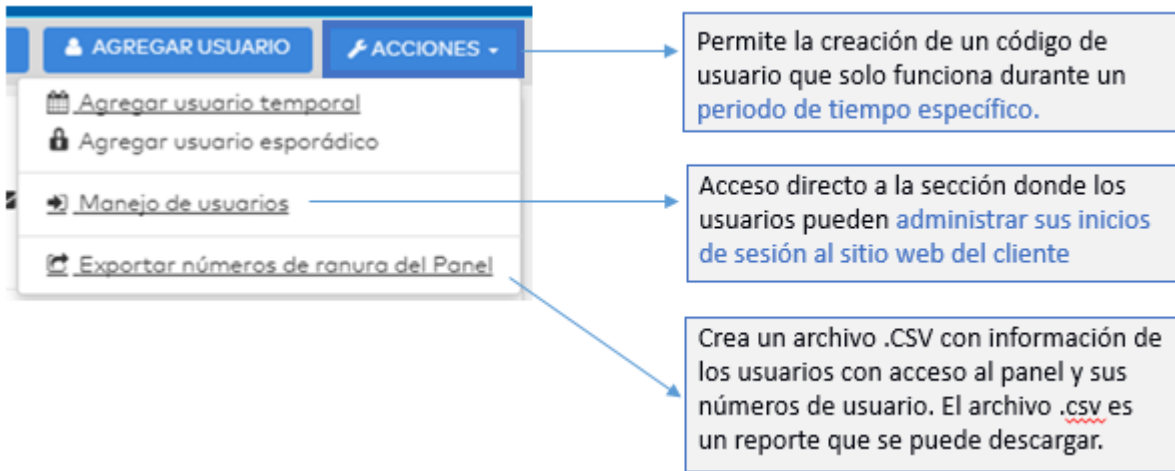 AGREGAR USUARIO
ACCIONES
Agregar usuario temporal
Agregar usuario esporádico
Manejo de usuarios
Exportar números de ranura del Panel
Permite la creación de un código de
usuario que solo funciona durante un
periodo de tiempo específico.
Acceso directo a la sección donde los
usuarios pueden administrar sus inicios
de sesión al sitio web del cliente
Crea un archivo .CSV con información de
los usuarios con acceso al panel y sus
números de usuario. El archivo .csv es
un reporte que se puede descargar.